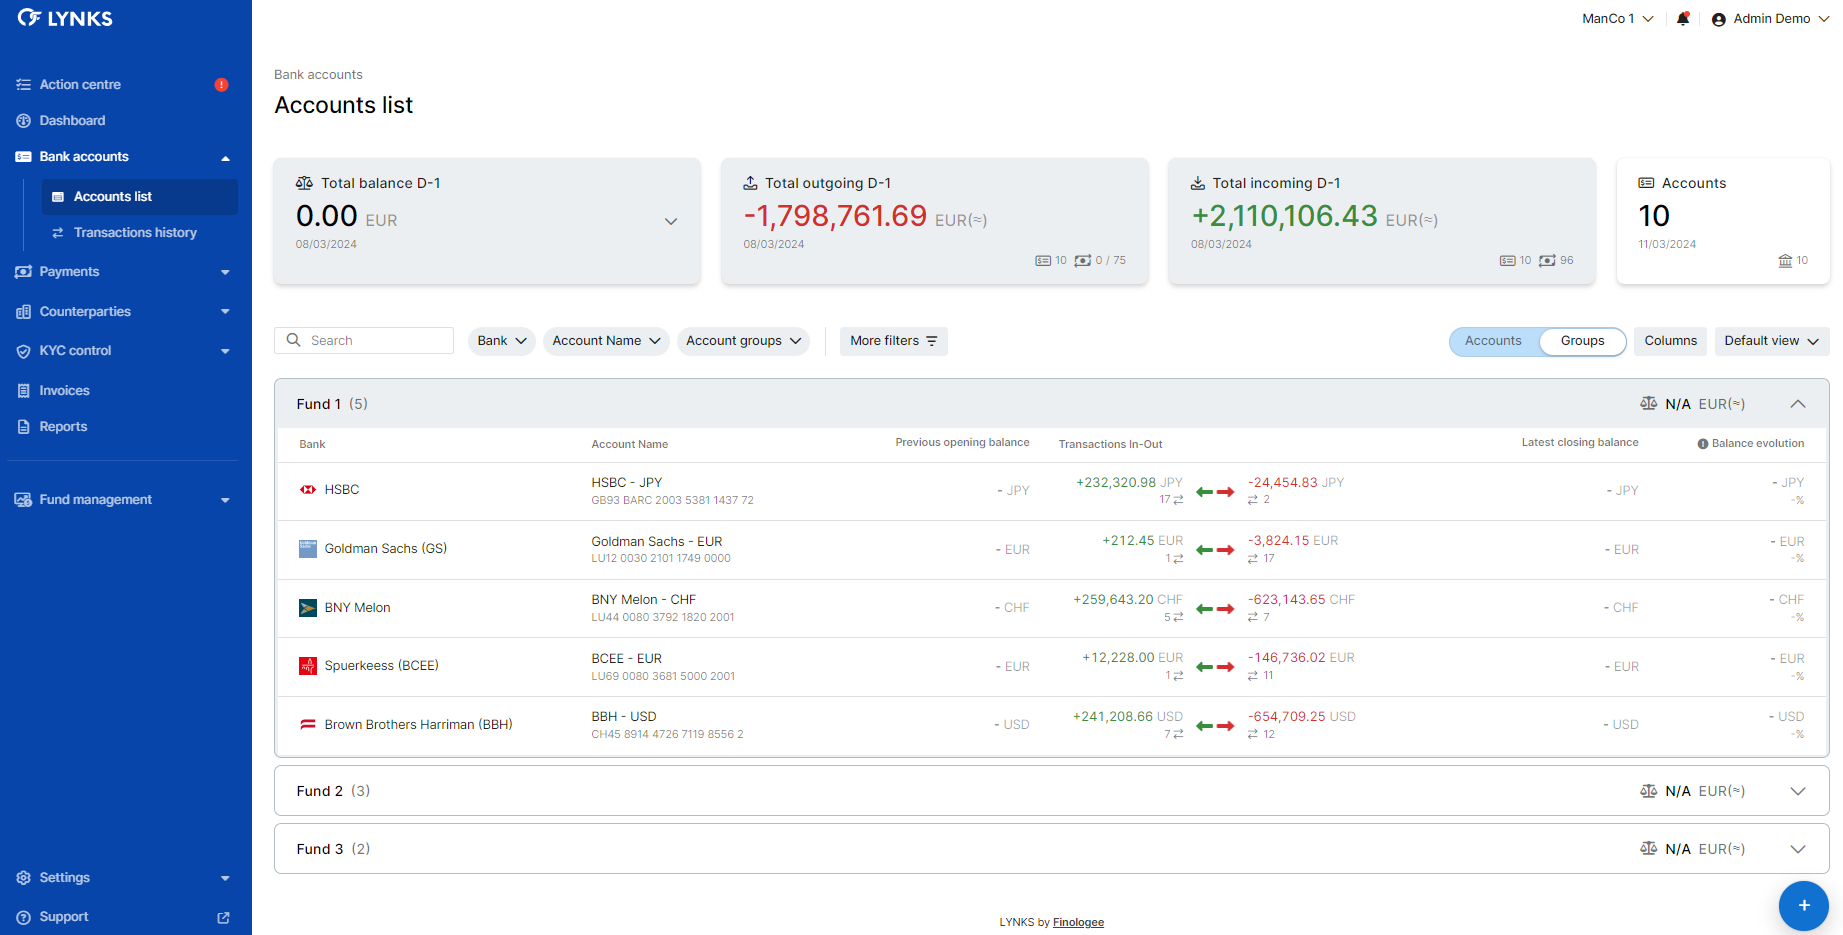 LYNKS
ManCo 1
Admin Demo
Action centre
Dashboard
Bank accounts
Accounts list
Transactions history
Payments
Counterparties
KYC control
Invoices
Reports
Fund management
Settings
Support
Bank accounts
Accounts list
Total balance D-1
0.00 EUR
08/03/2024
Total outgoing D-1
-1,798,761.69 EUR(≈)
08/03/2024
10 0 / 75
Total incoming D-1
+2,110,106.43 EUR(≈)
08/03/2024
10 96
Accounts
10
11/03/2024
10
Search Bank Account Name Account groups More filters Accounts Groups Columns Default view
Fund 1 (5) N/A EUR(≈)
Bank Account Name Previous opening balance Transactions In-Out Latest closing balance Balance evolution
HSBC
HSBC - JPY
GB93 BARC 2003 5381 1437 72
- JPY
+232,320.98 JPY
17
-24,454.83 JPY
2
- JPY
- JPY
-%
Goldman Sachs (GS)
Goldman Sachs - EUR
LU12 0030 2101 1749 0000
- EUR
+212.45 EUR
1
-3,824.15 EUR
17
- EUR
- EUR
-%
BNY Melon
BNY Melon - CHF
LU44 0080 3792 1820 2001
- CHF
+259,643.20 CHF
5
-623,143.65 CHF
7
- CHF
- CHF
-%
Spuerkeess (BCEE)
BCEE - EUR
LU69 0080 3681 5000 2001
- EUR
+12,228.00 EUR
1
-146,736.02 EUR
11
- EUR
- EUR
-%
Brown Brothers Harriman (BBH)
BBH - USD
CH45 8914 4726 7119 8556 2
- USD
+241,208.66 USD
7
-654,709.25 USD
12
- USD
- USD
-%
Fund 2 (3) N/A EUR(≈)
Fund 3 (2) N/A EUR(≈)
LYNKS by Finologee